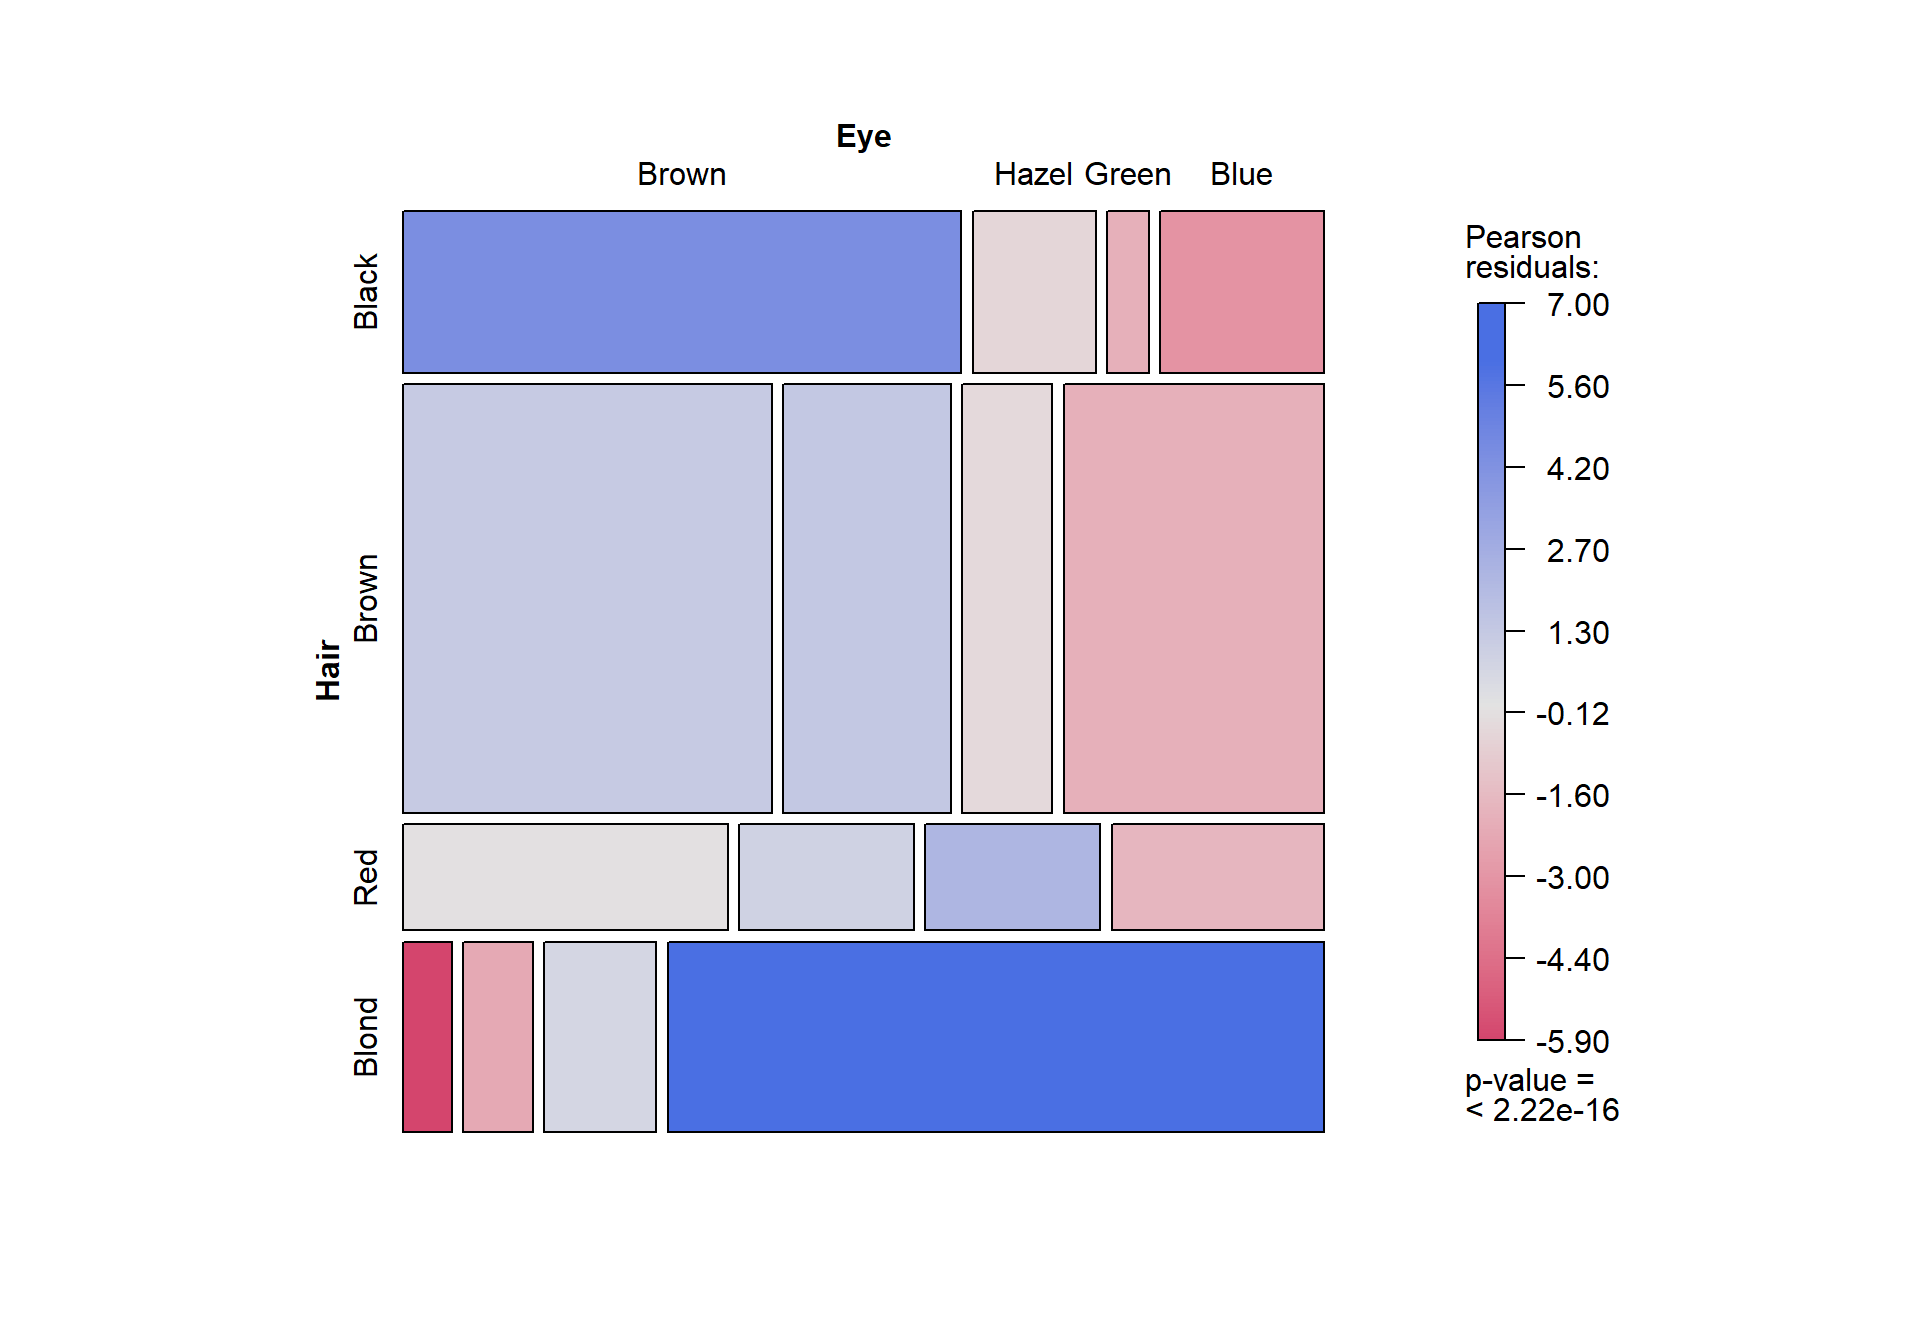 Eye
Brown Hazel Green Blue
Hair
Black
Brown
Red
Blond
Pearson
residuals:
7.00
5.60
4.20
2.70
1.30
-0.12
-1.60
-3.00
-4.40
-5.90
p-value =
< 2.22e-16